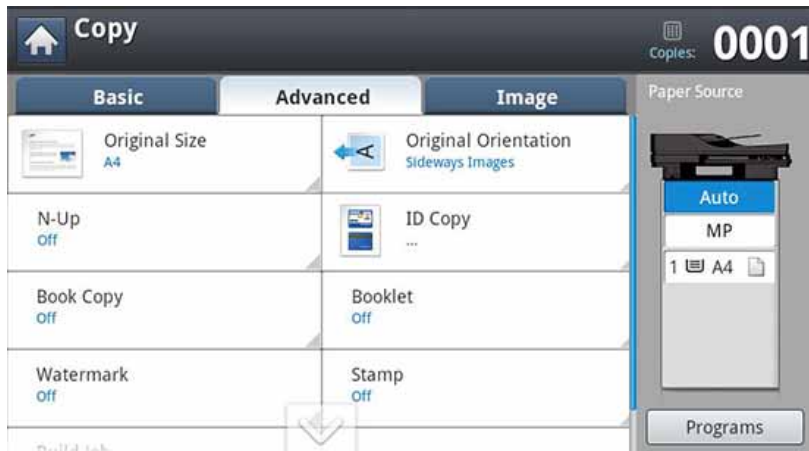 Copy
Copies: 0001
Basic Advanced Image
Paper Source
Original Size
A4
Original Orientation
Sideways Images
Auto
N-Up
Off
ID Copy
...
MP
1 A4
Book Copy
Off
Booklet
Off
Watermark
Off
Stamp
Off
Programs